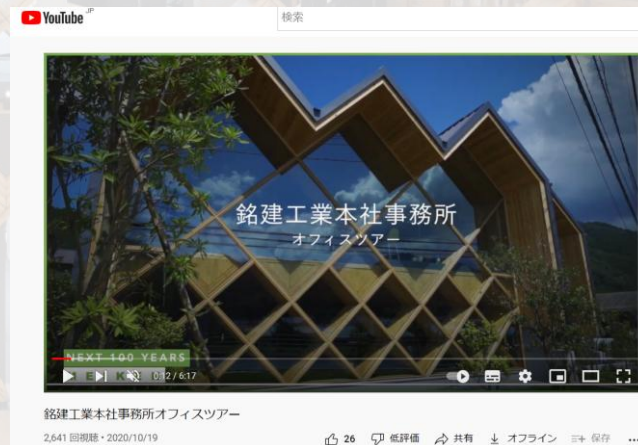 YouTube JP
検索
銘建工業本社事務所
オフィスツアー
NEXT 100 YEARS
0:12 / 6:17
銘建工業本社事務所オフィスツアー
2,641 回視聴・2020/10/19
26 低評価 共有 オフライン 保存